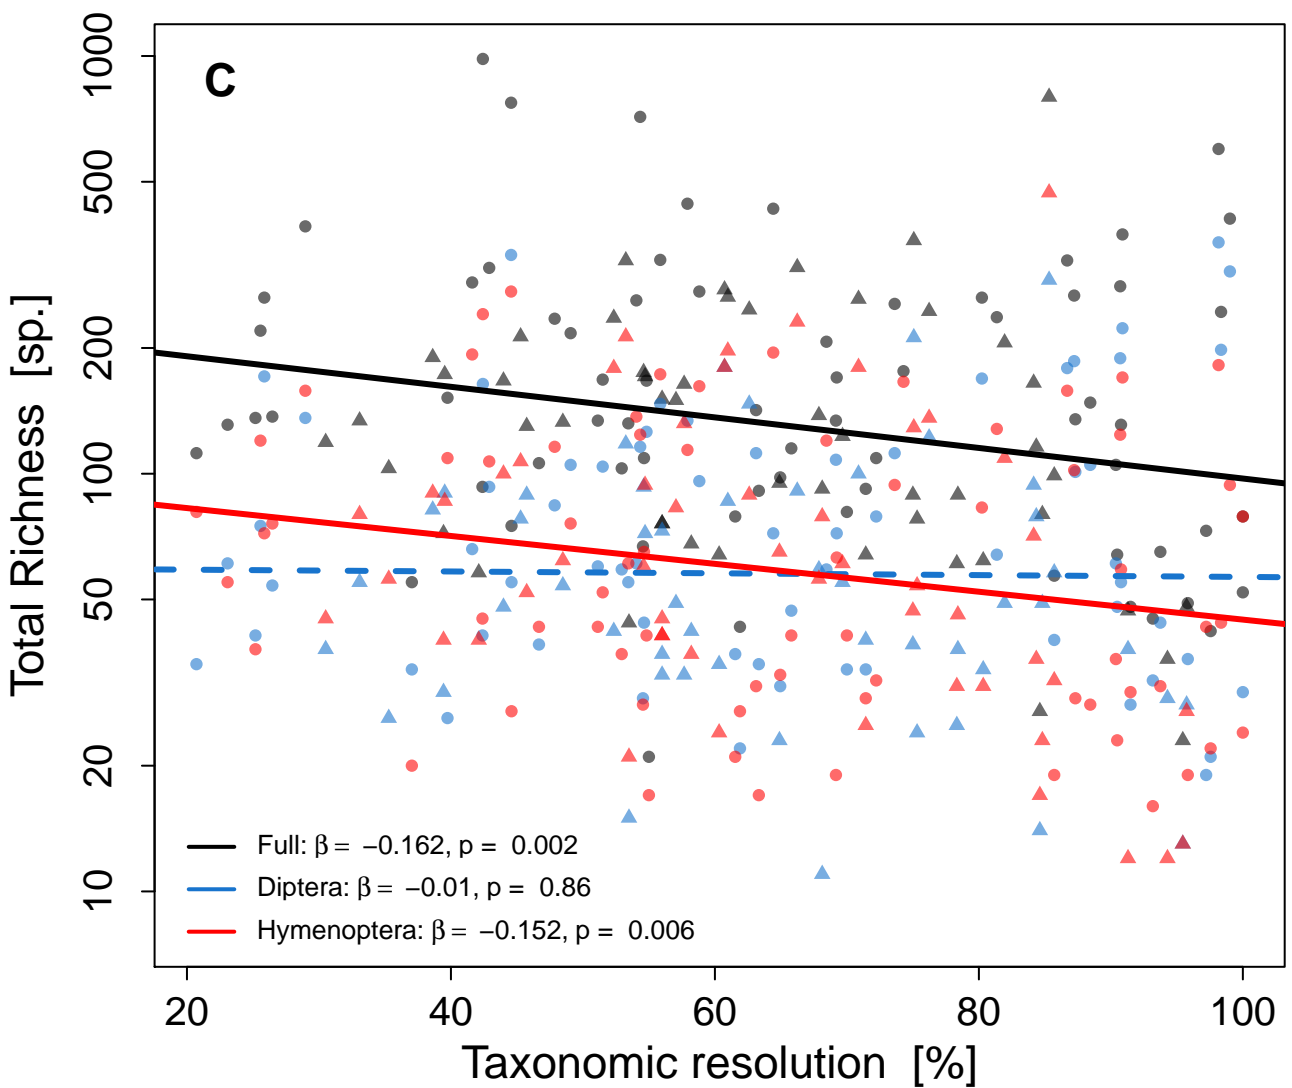 C
1000
500
200
100
50
20
10
Total Richness [sp.]
Full: β = −0.162, p = 0.002
Diptera: β = −0.01, p = 0.86
Hymenoptera: β = −0.152, p = 0.006
20 40 60 80 100
Taxonomic resolution [%]